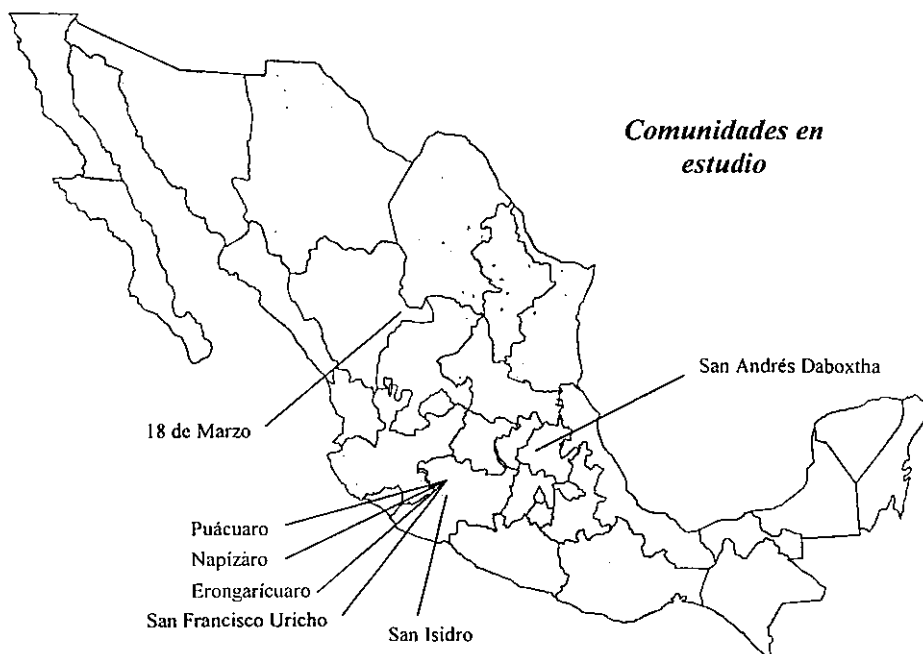 Comunidades en
estudio
San Andrés Daboxtha
18 de Marzo
Puácuaro
Napízaro
Erongarícuaro
San Francisco Uricho
San Isidro